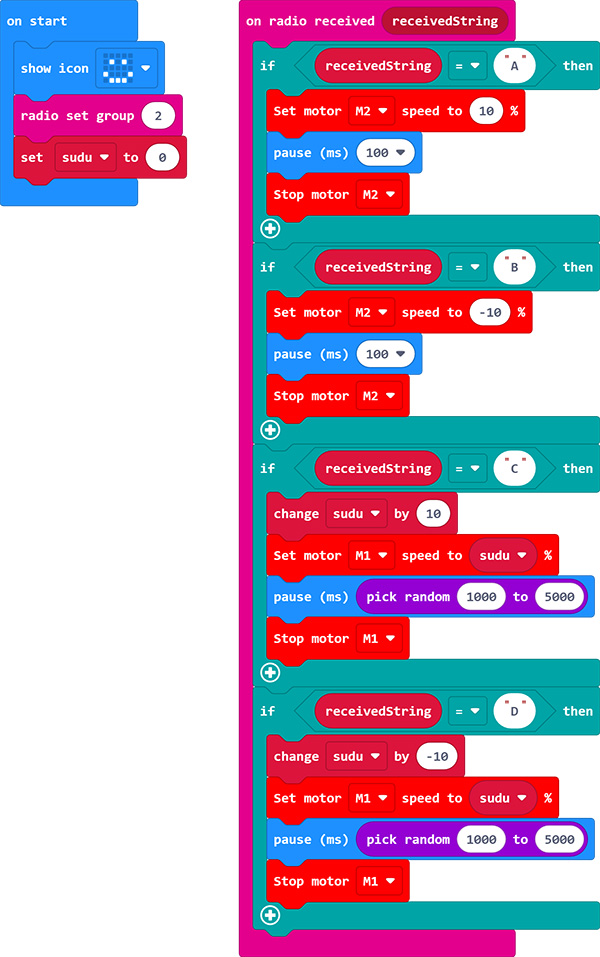 on start
show icon
radio set group 2
set sudu to 0
on radio received receivedString
if receivedString = "A" then
Set motor M2 speed to 10 %
pause (ms) 100
Stop motor M2
if receivedString = "B" then
Set motor M2 speed to -10 %
pause (ms) 100
Stop motor M2
if receivedString = "C" then
change sudu by 10
Set motor M1 speed to sudu %
pause (ms) pick random 1000 to 5000
Stop motor M1
if receivedString = "D" then
change sudu by -10
Set motor M1 speed to sudu %
pause (ms) pick random 1000 to 5000
Stop motor M1